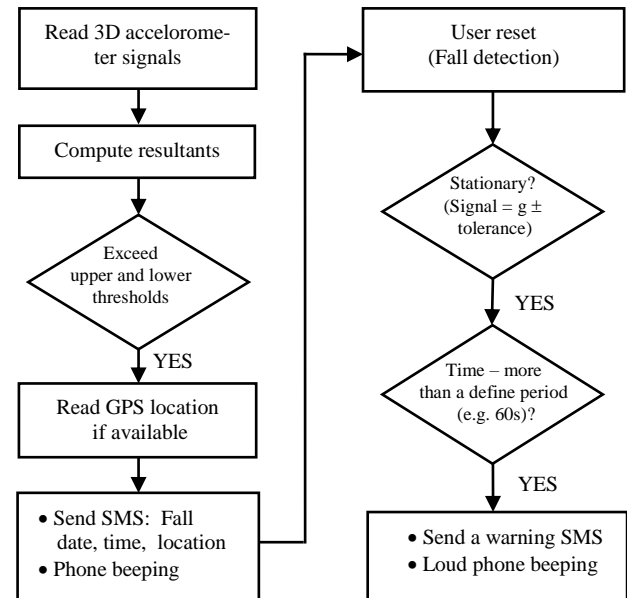 Read 3D accelorome-
ter signals
Compute resultants
Exceed
upper and lower
thresholds
YES
Read GPS location
if available
• Send SMS:  Fall
date, time,  location
• Phone beeping
User reset
(Fall detection)
Stationary?
(Signal = g ±
tolerance)
YES
Time – more
than a define period
(e.g. 60s)?
YES
• Send a warning SMS
• Loud phone beeping